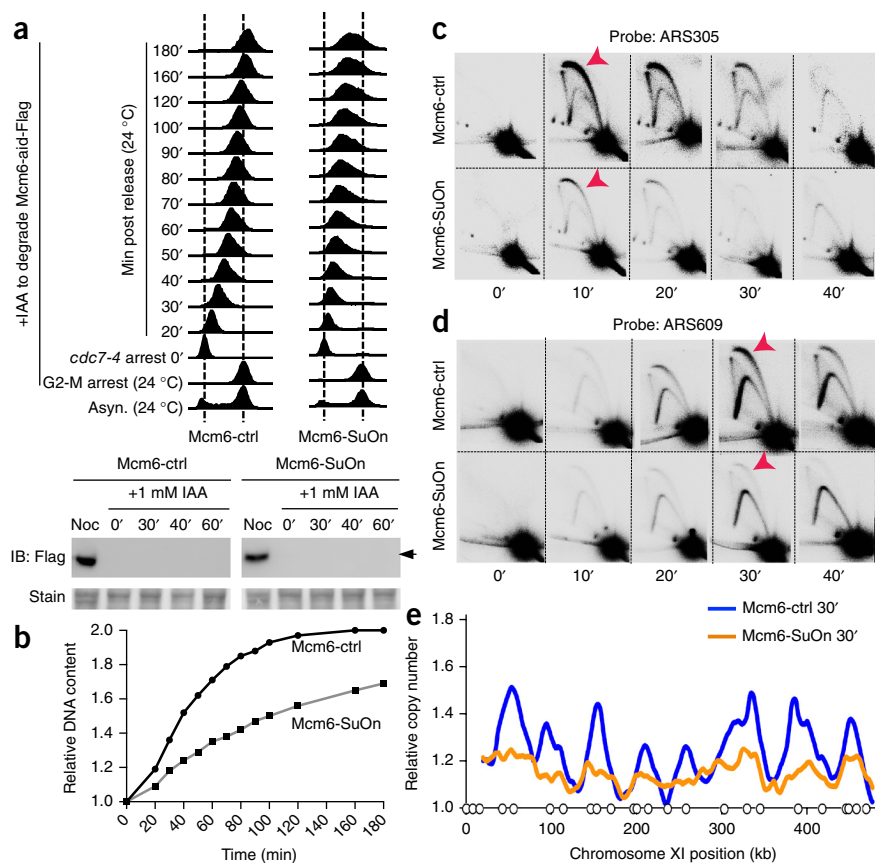 a
+IAA to degrade Mcm6-aid-Flag
Min post release (24 °C)
180′
160′
120′
100′
90′
80′
70′
60′
50′
40′
30′
20′
cdc7-4 arrest 0′
G2-M arrest (24 °C)
Asyn. (24 °C)
Mcm6-ctrl
Mcm6-SuOn
Mcm6-ctrl
Mcm6-SuOn
+1 mM IAA
+1 mM IAA
Noc 0′ 30′ 40′ 60′
Noc 0′ 30′ 40′ 60′
IB: Flag
Stain
b
Relative DNA content
2.0
1.8
1.6
1.4
1.2
1.0
Mcm6-ctrl
Mcm6-SuOn
0 20 40 60 80 100 120 140 160 180
Time (min)
c
Probe: ARS305
Mcm6-ctrl
Mcm6-SuOn
0′ 10′ 20′ 30′ 40′
d
Probe: ARS609
Mcm6-ctrl
Mcm6-SuOn
0′ 10′ 20′ 30′ 40′
e
Relative copy number
1.8
1.6
1.4
1.2
1.0
Mcm6-ctrl 30′
Mcm6-SuOn 30′
0 100 200 300 400
Chromosome XI position (kb)